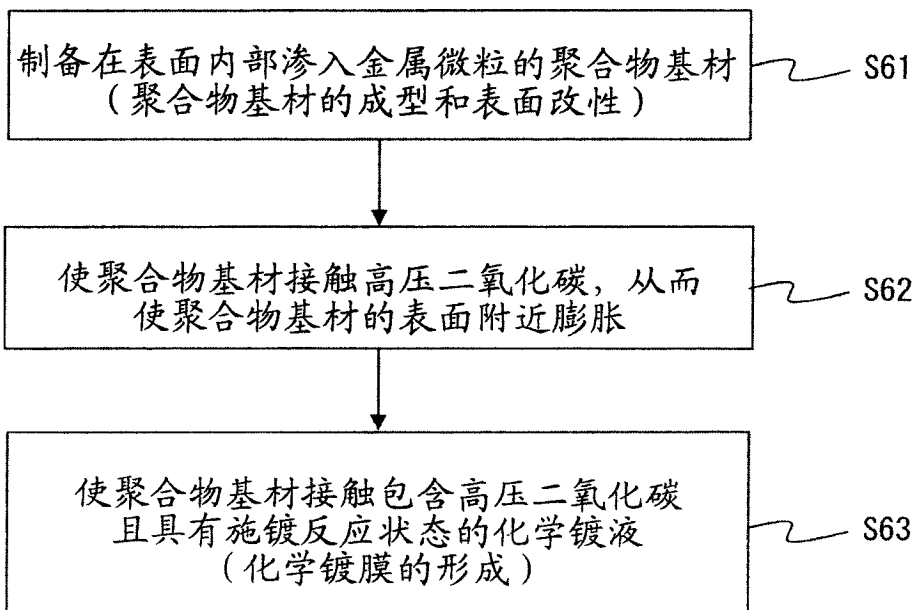 制备在表面内部渗入金属微粒的聚合物基材
（聚合物基材的成型和表面改性）
S61
使聚合物基材接触高压二氧化碳，从而
使聚合物基材的表面附近膨胀
S62
使聚合物基材接触包含高压二氧化碳
且具有施镀反应状态的化学镀液
（化学镀膜的形成）
S63